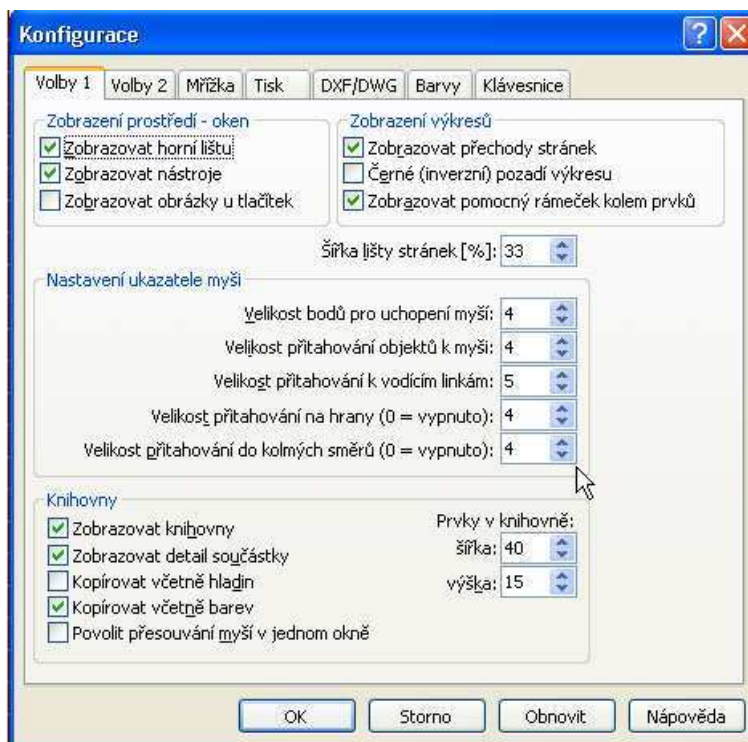 Konfigurace
Volby 1 Volby 2 Mřížka Tisk DXF/DWG Barvy Klávesnice
Zobrazení prostředí - oken
Zobrazovat horní lištu
Zobrazovat nástroje
Zobrazovat obrázky u tlačítek
Zobrazení výkresů
Zobrazovat přechody stránek
Černé (inverzní) pozadí výkresu
Zobrazovat pomocný rámeček kolem prvků
Šířka lišty stránek [%]: 33
Nastavení ukazatele myši
Velikost bodů pro uchopení myší: 4
Velikost přitahování objektů k myši: 4
Velikost přitahování k vodícím linkám: 5
Velikost přitahování na hrany (0 = vypnuto): 4
Velikost přitahování do kolmých směrů (0 = vypnuto): 4
Knihovny
Zobrazovat knihovny
Zobrazovat detail součástky
Kopírovat včetně hladin
Kopírovat včetně barev
Povolit přesouvání myší v jednom okně
Prvky v knihovně:
šířka: 40
výška: 15
OK Storno Obnovit Nápověda